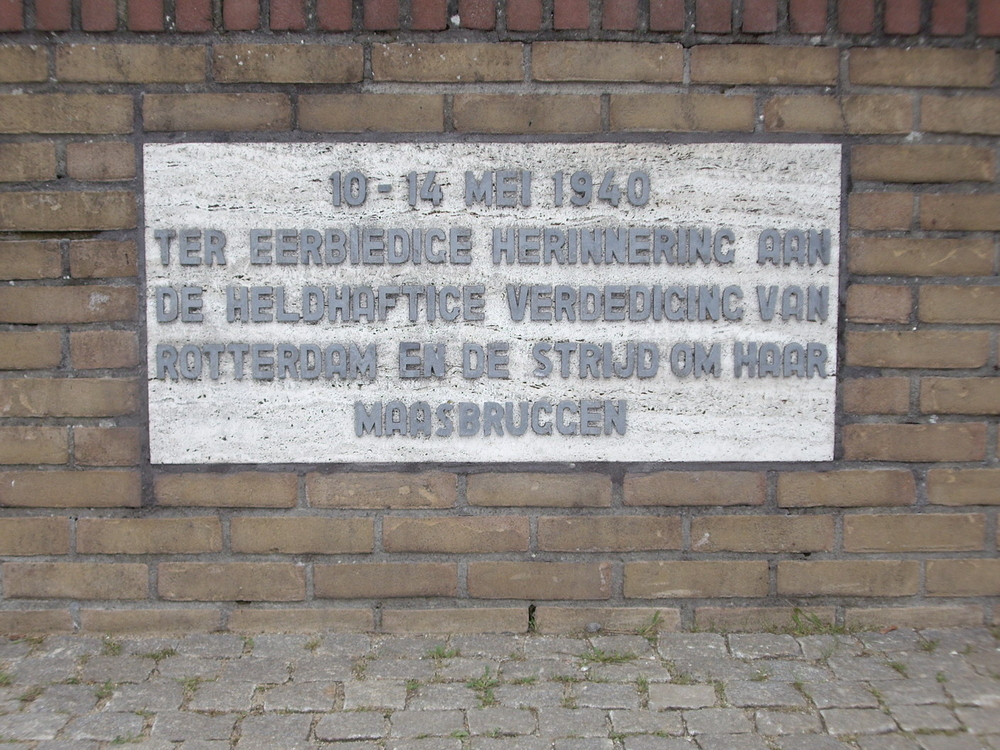 10 - 14 MEI 1940
TER EERBIEDIGE HERINNERING AAN
DE HELDHAFTIGE VERDEDIGING VAN
ROTTERDAM EN DE STRIJD OM HAAR
MAASBRUGGEN